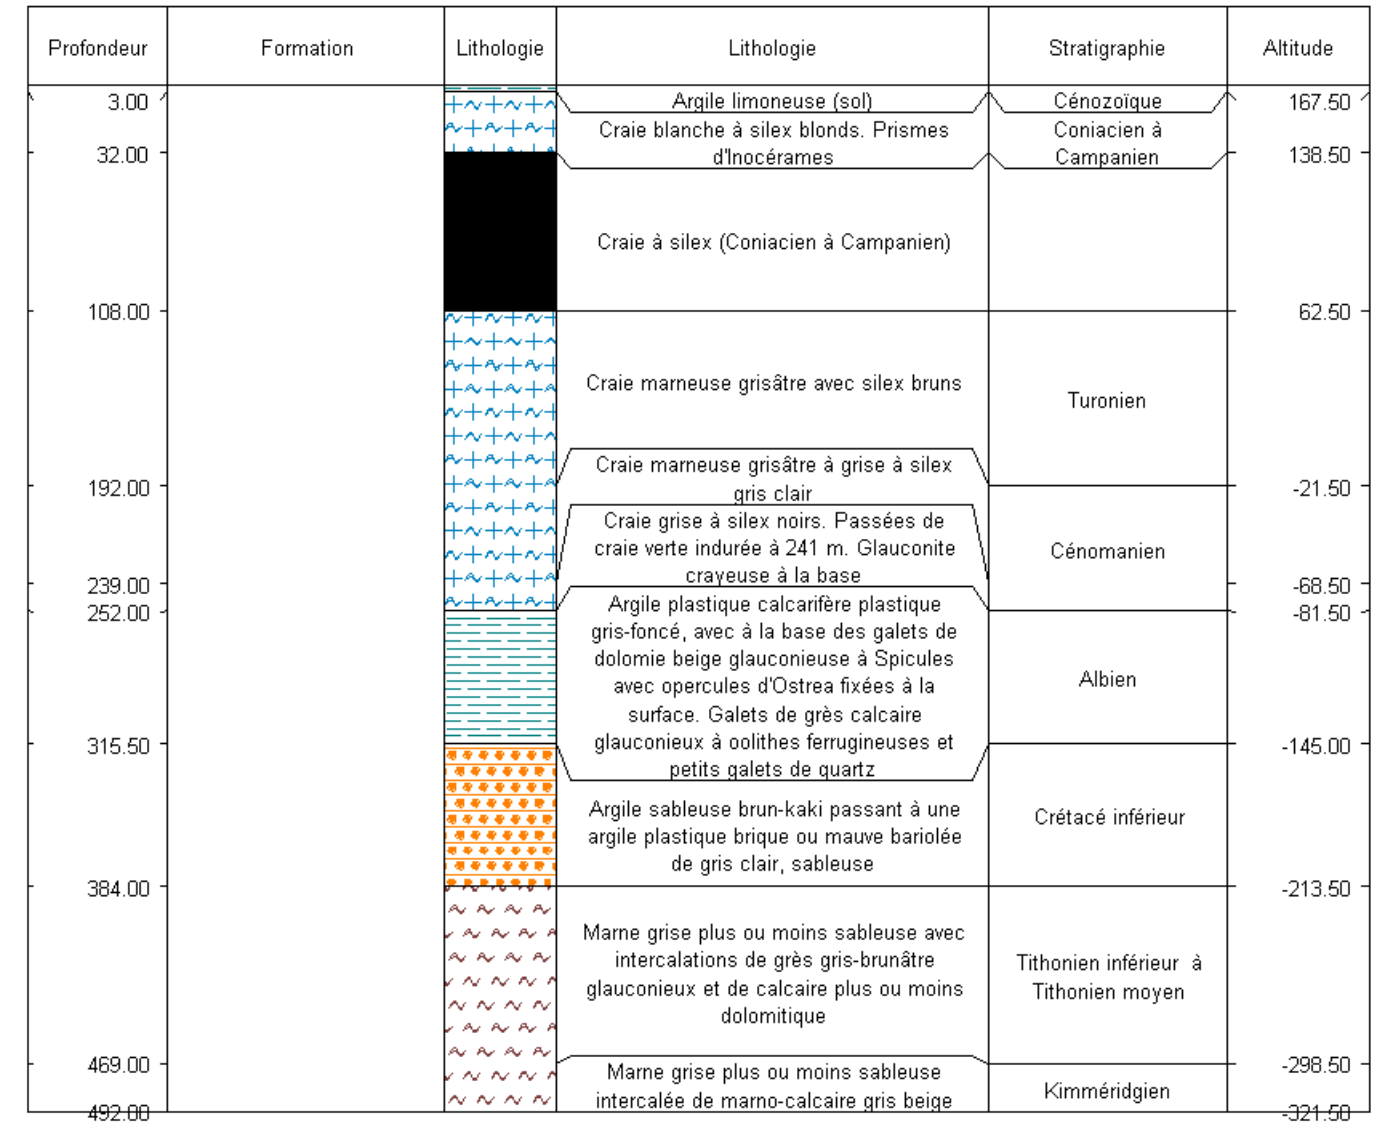 Profondeur Formation Lithologie Lithologie Stratigraphie Altitude
3.00 Argile limoneuse (sol) Cénozoïque 167.50
Craie blanche à silex blonds. Prismes
d'Inocérames
Coniacien à
Campanien
32.00 138.50
Craie à silex (Coniacien à Campanien)
108.00 62.50
Craie marneuse grisâtre avec silex bruns
Turonien
Craie marneuse grisâtre à grise à silex
gris clair
192.00 -21.50
Craie grise à silex noirs. Passées de
craie verte indurée à 241 m. Glauconite
crayeuse à la base
Cénomanien
239.00 -68.50
252.00 -81.50
Argile plastique calcarifère plastique
gris-foncé, avec à la base des galets de
dolomie beige glauconieuse à Spicules
avec opercules d'Ostrea fixées à la
surface. Galets de grès calcaire
glauconieux à oolithes ferrugineuses et
petits galets de quartz
Albien
315.50 -145.00
Argile sableuse brun-kaki passant à une
argile plastique brique ou mauve bariolée
de gris clair, sableuse
Crétacé inférieur
384.00 -213.50
Marne grise plus ou moins sableuse avec
intercalations de grès gris-brunâtre
glauconieux et de calcaire plus ou moins
dolomitique
Tithonien inférieur à
Tithonien moyen
469.00 -298.50
Marne grise plus ou moins sableuse
intercalée de marno-calcaire gris beige
Kimméridgien
492.00 -321.50